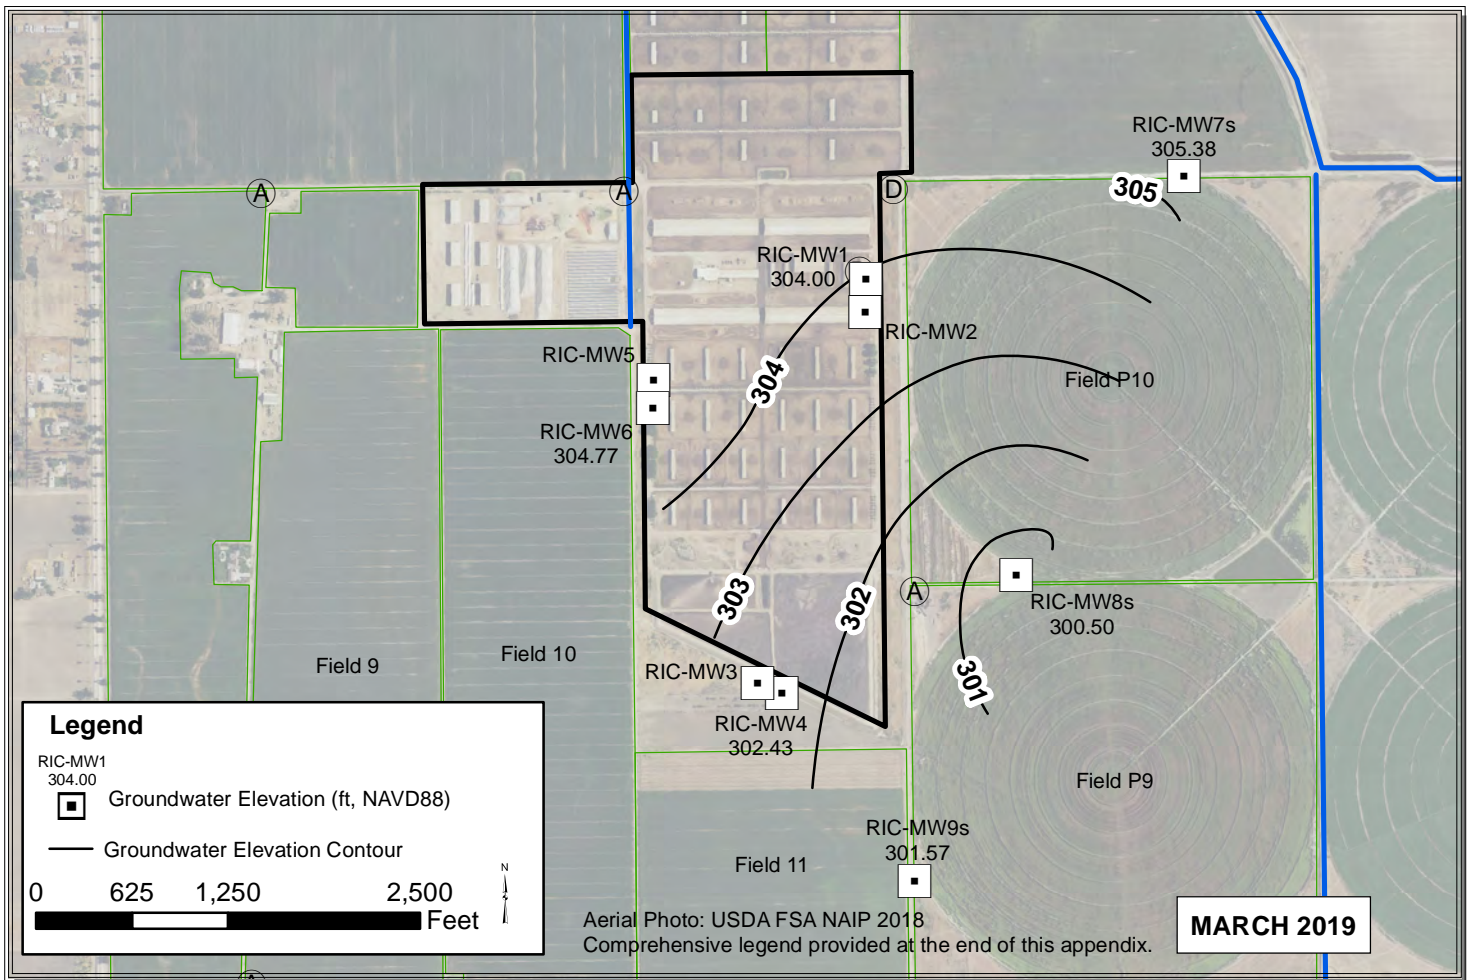 RIC-MW7s
305.38
A
A
D
305
RIC-MW1
304.00
RIC-MW2
RIC-MW5
304
Field P10
RIC-MW6
304.77
303
302
A
RIC-MW8s
300.50
Field 9
Field 10
RIC-MW3
301
RIC-MW4
302.43
Field P9
RIC-MW9s
301.57
Field 11
Legend
RIC-MW1
304.00
Groundwater Elevation (ft, NAVD88)
Groundwater Elevation Contour
N
0 625 1,250 2,500
Feet
Aerial Photo: USDA FSA NAIP 2018
Comprehensive legend provided at the end of this appendix.
MARCH 2019